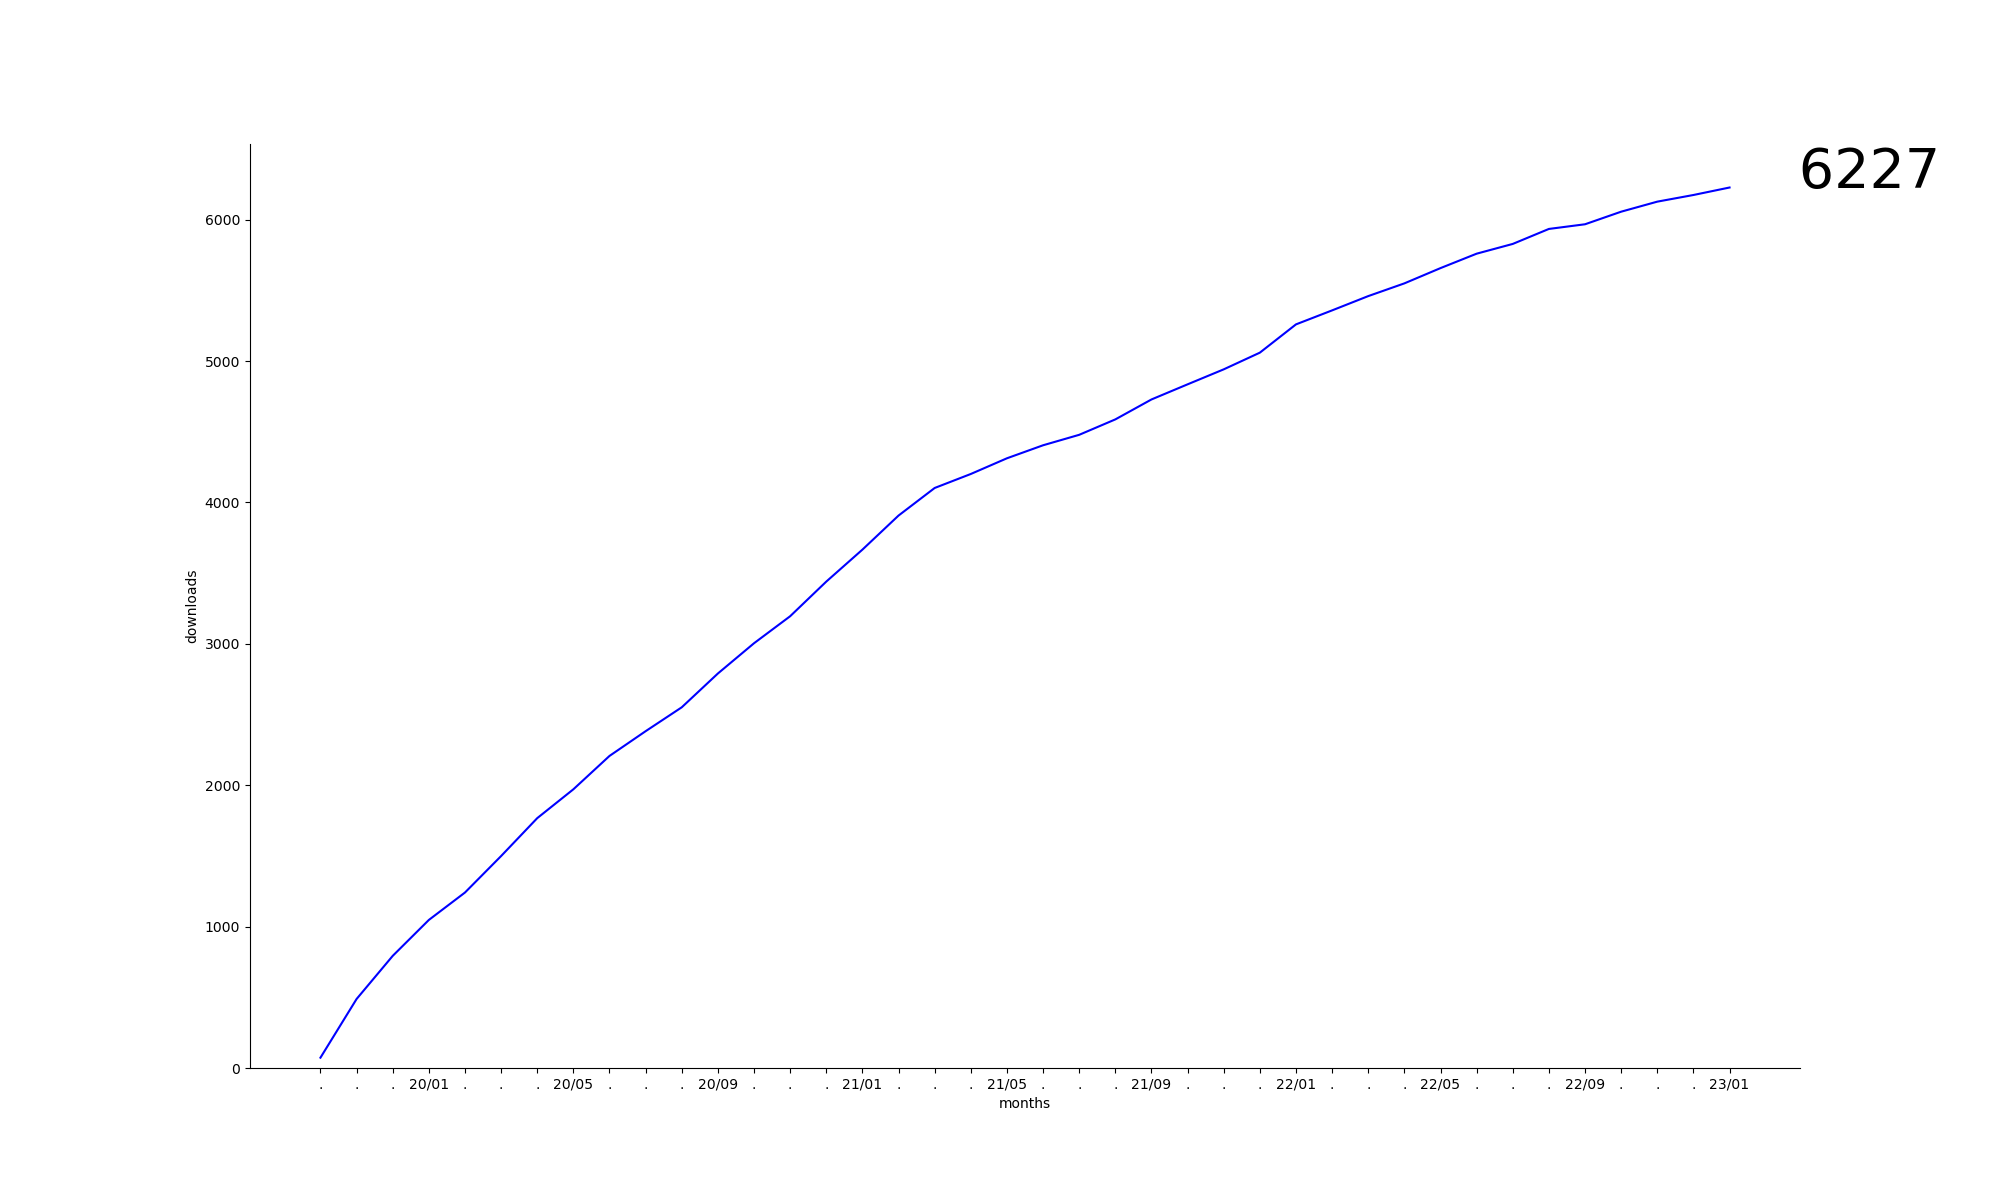 6227
6000
5000
4000
3000
2000
1000
0
downloads
. . . 20/01 . . . 20/05 . . . 20/09 . . . 21/01 . . . 21/05 . . . 21/09 . . . 22/01 . . . 22/05 . . . 22/09 . . . 23/01
months